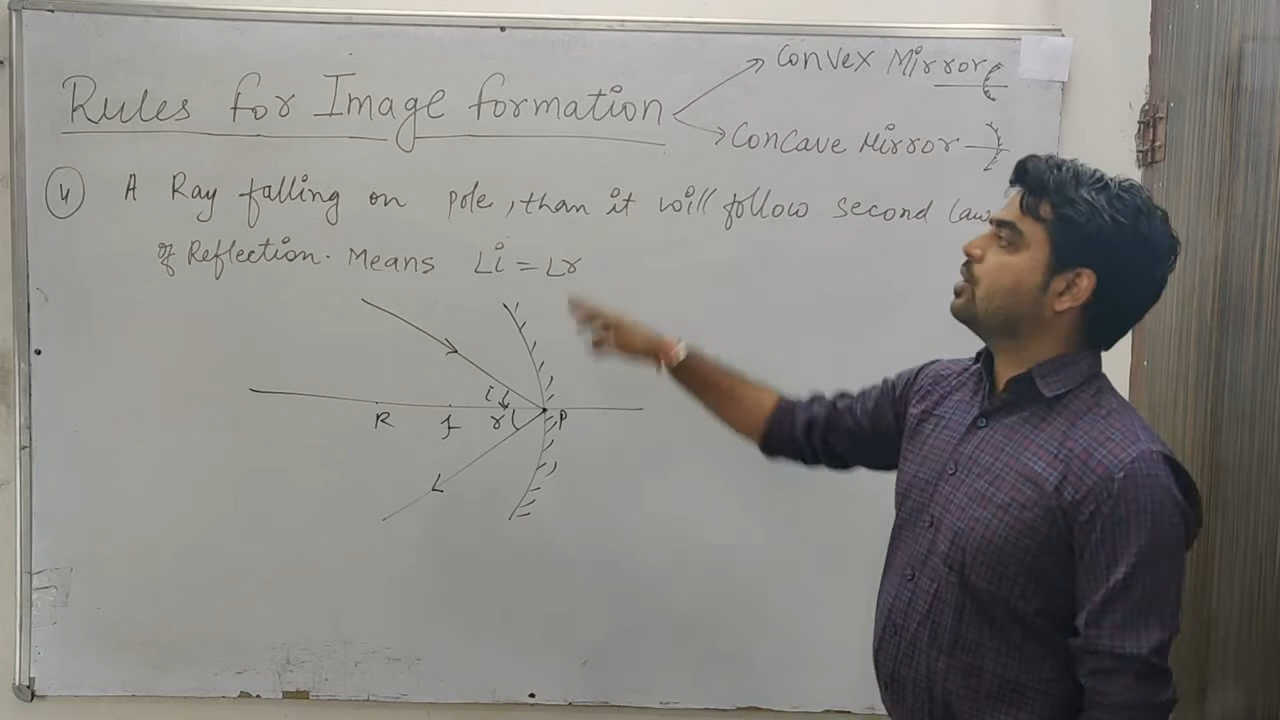 Rules for Image formation
Convex Mirror
Concave Mirror
4 A Ray falling on pole, than it will follow second law
of Reflection. Means ∠i = ∠r
i
R f r P